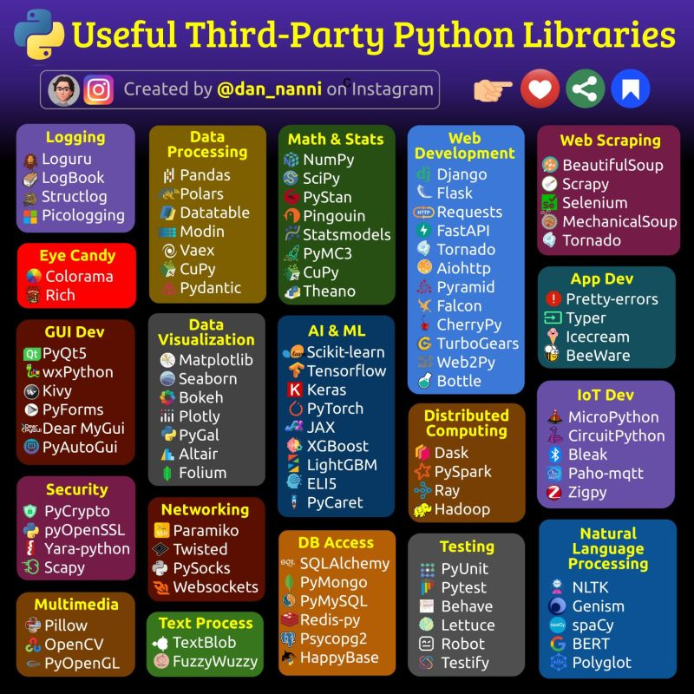 Useful Third-Party Python Libraries
Created by @dan_nanni on Instagram
Logging
Loguru
LogBook
Structlog
Picologging
Eye Candy
Colorama
Rich
GUI Dev
Qt PyQt5
wxPython
Kivy
PyForms
Dear MyGui
PyAutoGui
Security
PyCrypto
pyOpenSSL
Yara-python
Scapy
Multimedia
Pillow
OpenCV
PyOpenGL
Data
Processing
Pandas
Polars
Datatable
Modin
Vaex
CuPy
Pydantic
Data
Visualization
Matplotlib
Seaborn
Bokeh
Plotly
PyGal
Altair
Folium
Networking
Paramiko
Twisted
PySocks
Websockets
Text Process
TextBlob
FuzzyWuzzy
Math & Stats
NumPy
SciPy
PyStan
Pingouin
Statsmodels
PyMC3
CuPy
Theano
AI & ML
Scikit-learn
Tensorflow
K Keras
PyTorch
JAX
XGBoost
LightGBM
ELI5
PyCaret
DB Access
SQLAlchemy
PyMongo
PyMySQL
Redis-py
Psycopg2
HappyBase
Web
Development
dj Django
Flask
HTTP Requests
FastAPI
Tornado
Aiohttp
Pyramid
Falcon
CherryPy
TurboGears
Web2Py
Bottle
Distributed
Computing
Dask
PySpark
Ray
Hadoop
Testing
PyUnit
Pytest
Behave
Lettuce
Robot
Testify
Web Scraping
BeautifulSoup
Scrapy
Se Selenium
MechanicalSoup
Tornado
App Dev
Pretty-errors
Typer
Icecream
BeeWare
IoT Dev
MicroPython
CircuitPython
Bleak
Paho-mqtt
Zigpy
Natural
Language
Processing
NLTK
Genism
spaCy spaCy
G BERT
Polyglot